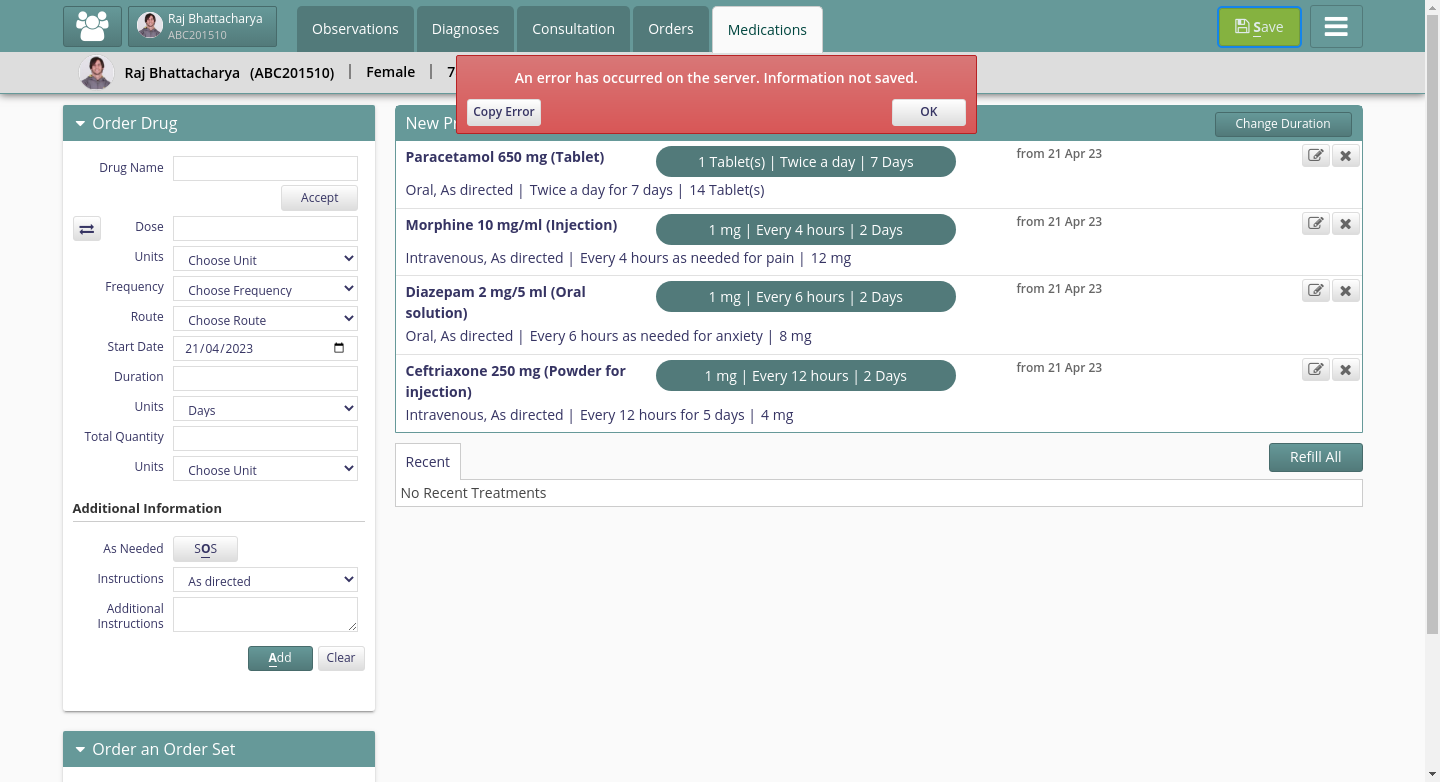 Raj Bhattacharya
ABC201510
Observations
Diagnoses
Consultation
Orders
Medications
Save
Raj Bhattacharya (ABC201510) | Female | 7
An error has occurred on the server. Information not saved.
Copy Error
OK
Order Drug
Drug Name
Accept
Dose
Units
Choose Unit
Frequency
Choose Frequency
Route
Choose Route
Start Date
21/04/2023
Duration
Units
Days
Total Quantity
Units
Choose Unit
Additional Information
As Needed
SOS
Instructions
As directed
Additional
Instructions
Add
Clear
Order an Order Set
New
Change Duration
Paracetamol 650 mg (Tablet)
1 Tablet(s) | Twice a day | 7 Days
from 21 Apr 23
Oral, As directed | Twice a day for 7 days | 14 Tablet(s)
Morphine 10 mg/ml (Injection)
1 mg | Every 4 hours | 2 Days
from 21 Apr 23
Intravenous, As directed | Every 4 hours as needed for pain | 12 mg
Diazepam 2 mg/5 ml (Oral
solution)
1 mg | Every 6 hours | 2 Days
from 21 Apr 23
Oral, As directed | Every 6 hours as needed for anxiety | 8 mg
Ceftriaxone 250 mg (Powder for
injection)
1 mg | Every 12 hours | 2 Days
from 21 Apr 23
Intravenous, As directed | Every 12 hours for 5 days | 4 mg
Recent
Refill All
No Recent Treatments